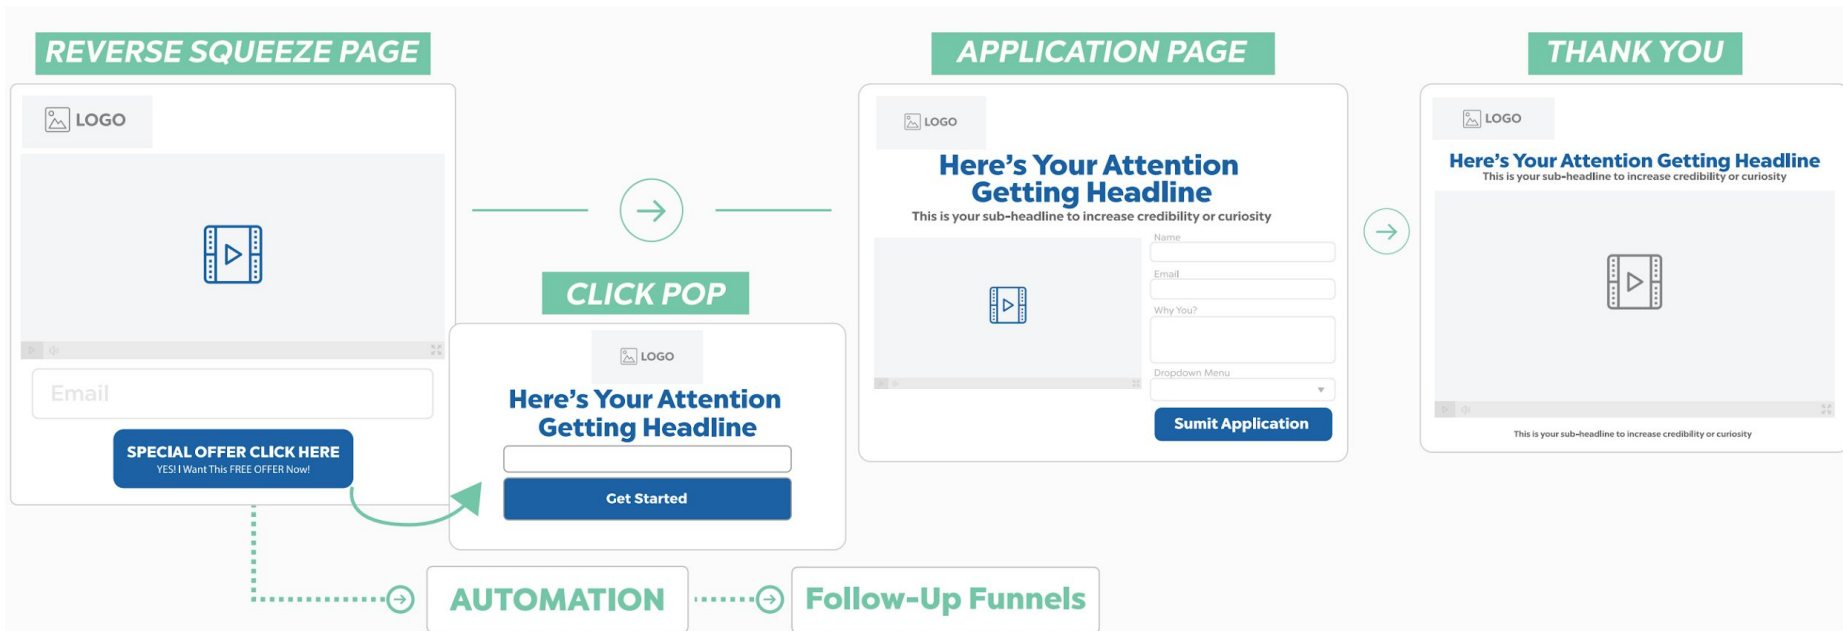 REVERSE SQUEEZE PAGE
LOGO
Email
SPECIAL OFFER CLICK HERE
YES! I Want This FREE OFFER Now!
CLICK POP
LOGO
Here's Your Attention
Getting Headline
Get Started
APPLICATION PAGE
LOGO
Here's Your Attention
Getting Headline
This is your sub-headline to increase credibility or curiosity
Name
Email
Why You?
Dropdown Menu
Sumit Application
THANK YOU
LOGO
Here's Your Attention Getting Headline
This is your sub-headline to increase credibility or curiosity
This is your sub-headline to increase credibility or curiosity
AUTOMATION
Follow-Up Funnels